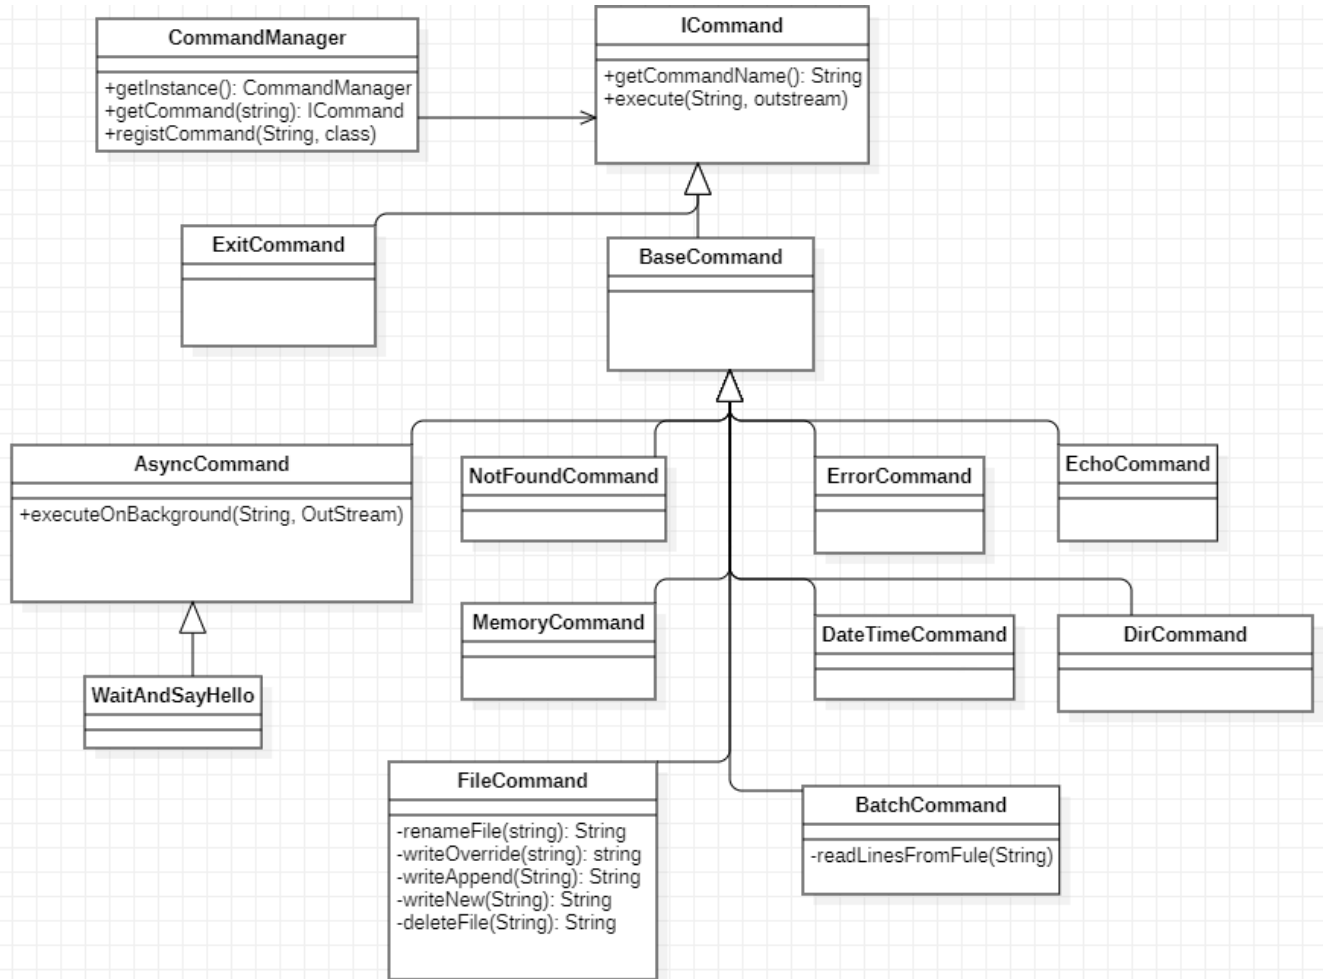 CommandManager
+getInstance(): CommandManager
+getCommand(string): ICommand
+registCommand(String, class)
ICommand
+getCommandName(): String
+execute(String, outstream)
ExitCommand
BaseCommand
AsyncCommand
+executeOnBackground(String, OutStream)
NotFoundCommand
ErrorCommand
EchoCommand
MemoryCommand
DateTimeCommand
DirCommand
WaitAndSayHello
FileCommand
-renameFile(string): String
-writeOverride(string): string
-writeAppend(String): String
-writeNew(String): String
-deleteFile(String): String
BatchCommand
-readLinesFromFule(String)